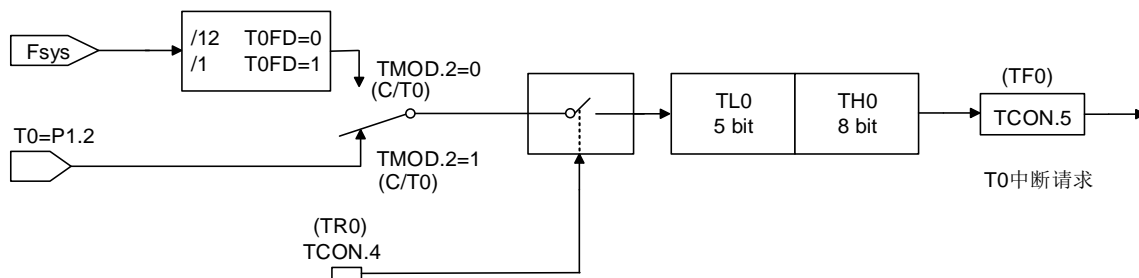 /12 T0FD=0
Fsys
/1 T0FD=1
TMOD.2=0
(C/T0)
T0=P1.2
TMOD.2=1
(C/T0)
(TR0)
TCON.4
TL0
5 bit
TH0
8 bit
(TF0)
TCON.5
T0中断请求